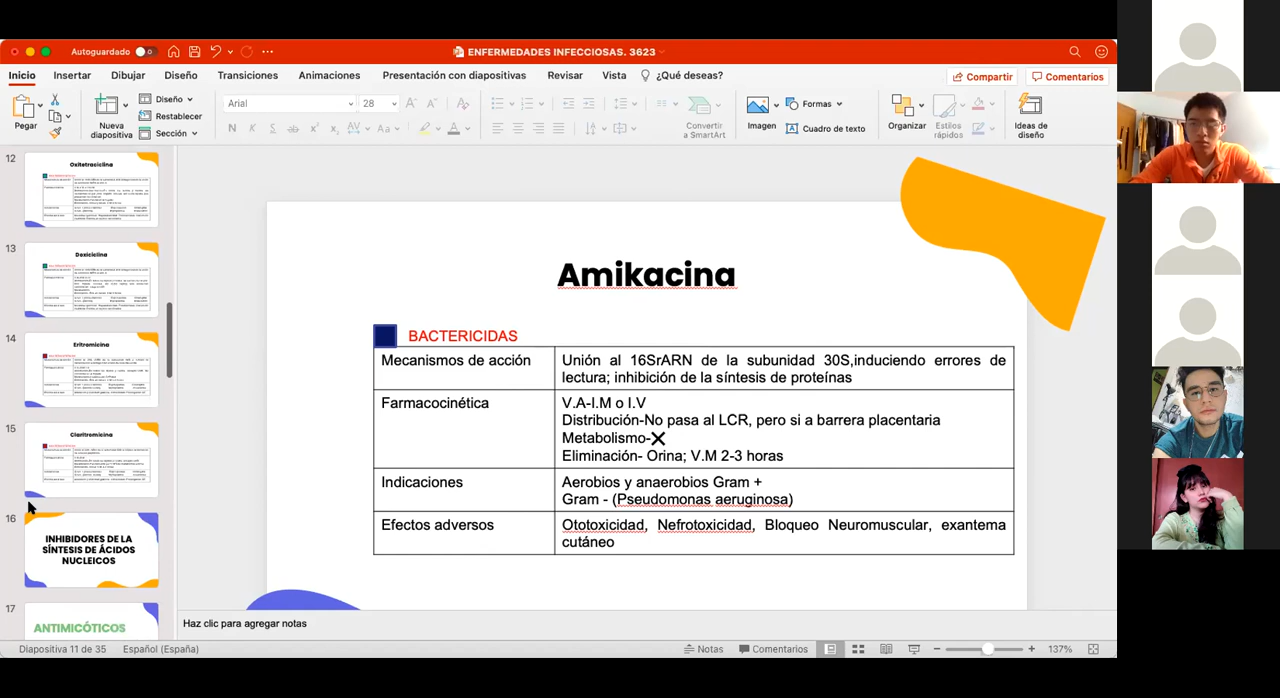 Autoguardado
ENFERMEDADES INFECCIOSAS. 3623
Inicio Insertar Dibujar Diseño Transiciones Animaciones Presentación con diapositivas Revisar Vista ¿Qué deseas? Compartir Comentarios
Pegar
Nueva diapositiva
Diseño
Restablecer
Sección
Arial 28
N K S ab x² x₂ AV Aa A
Convertir a SmartArt
Imagen
Formas
Cuadro de texto
Organizar
Estilos rápidos
Ideas de diseño
12
Oxitetraciclina
13
Doxiciclina
14
Eritromicina
15
Claritromicina
16
INHIBIDORES DE LA
SÍNTESIS DE ÁCIDOS
NUCLEICOS
17
ANTIMICÓTICOS
Amikacina
BACTERICIDAS
Mecanismos de acción
Unión al 16SrARN de la subunidad 30S,induciendo errores de
lectura; inhibición de la síntesis de proteínas
Farmacocinética
V.A-I.M o I.V
Distribución-No pasa al LCR, pero si a barrera placentaria
Metabolismo-
Eliminación- Orina; V.M 2-3 horas
Indicaciones
Aerobios y anaerobios Gram +
Gram - (Pseudomonas aeruginosa)
Efectos adversos
Ototoxicidad, Nefrotoxicidad, Bloqueo Neuromuscular, exantema
cutáneo
Haz clic para agregar notas
Diapositiva 11 de 35 Español (España) Notas Comentarios 137%